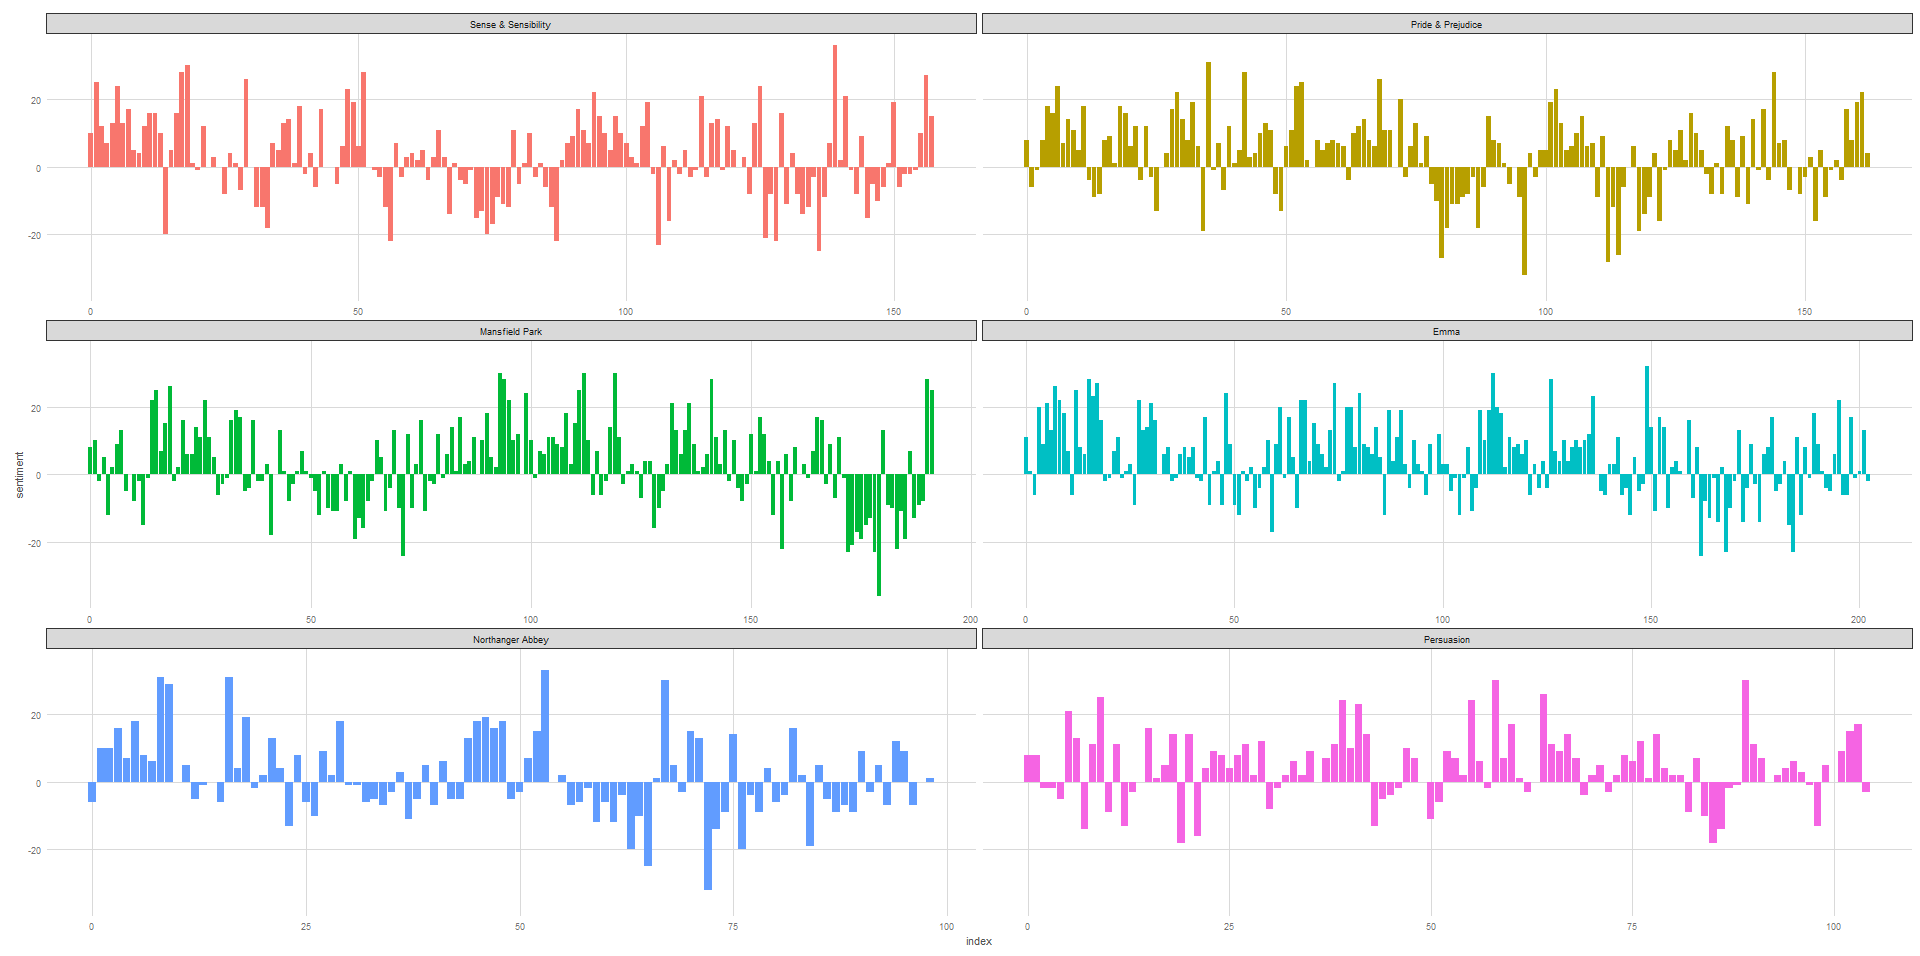 Sense & Sensibility
Pride & Prejudice
20
0
-20
0 50 100 150
0 50 100 150
Mansfield Park
Emma
20
0
-20
0 50 100 150 200
0 50 100 150 200
Northanger Abbey
Persuasion
20
0
-20
0 25 50 75 100
0 25 50 75 100
sentiment
index